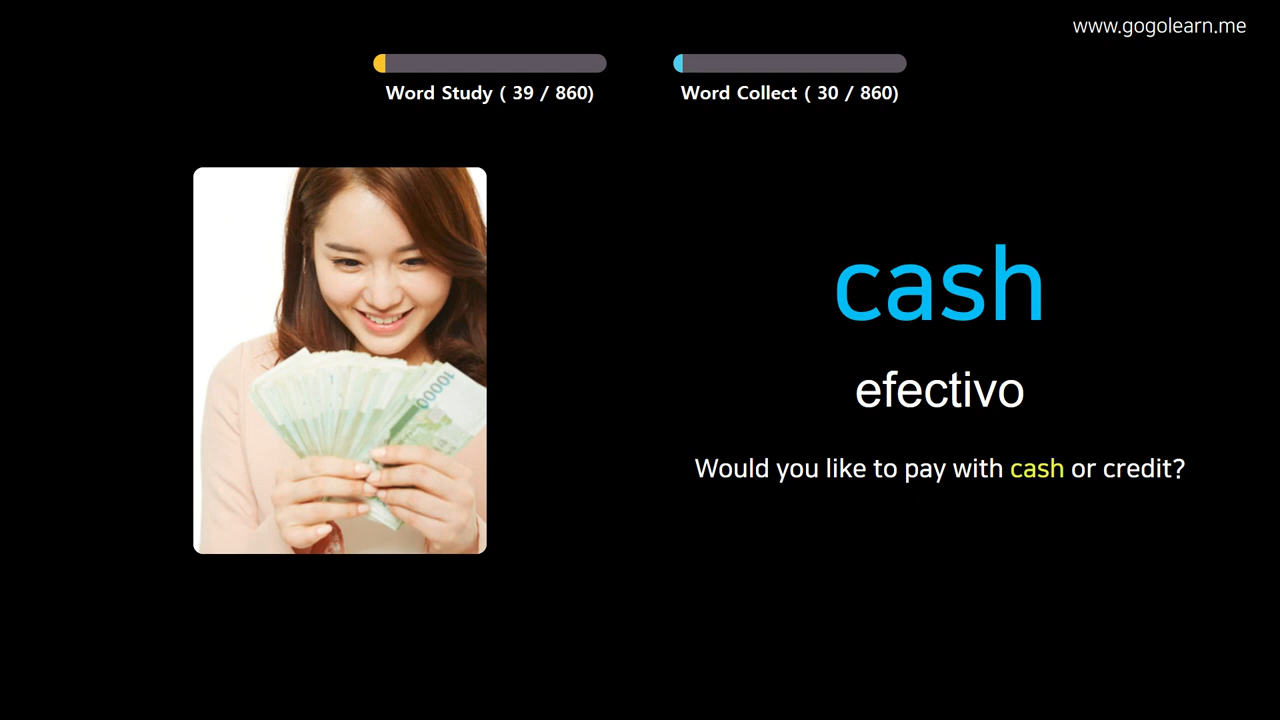 www.gogolearn.me
Word Study ( 39 / 860)
Word Collect ( 30 / 860)
10000
cash
efectivo
Would you like to pay with cash or credit?